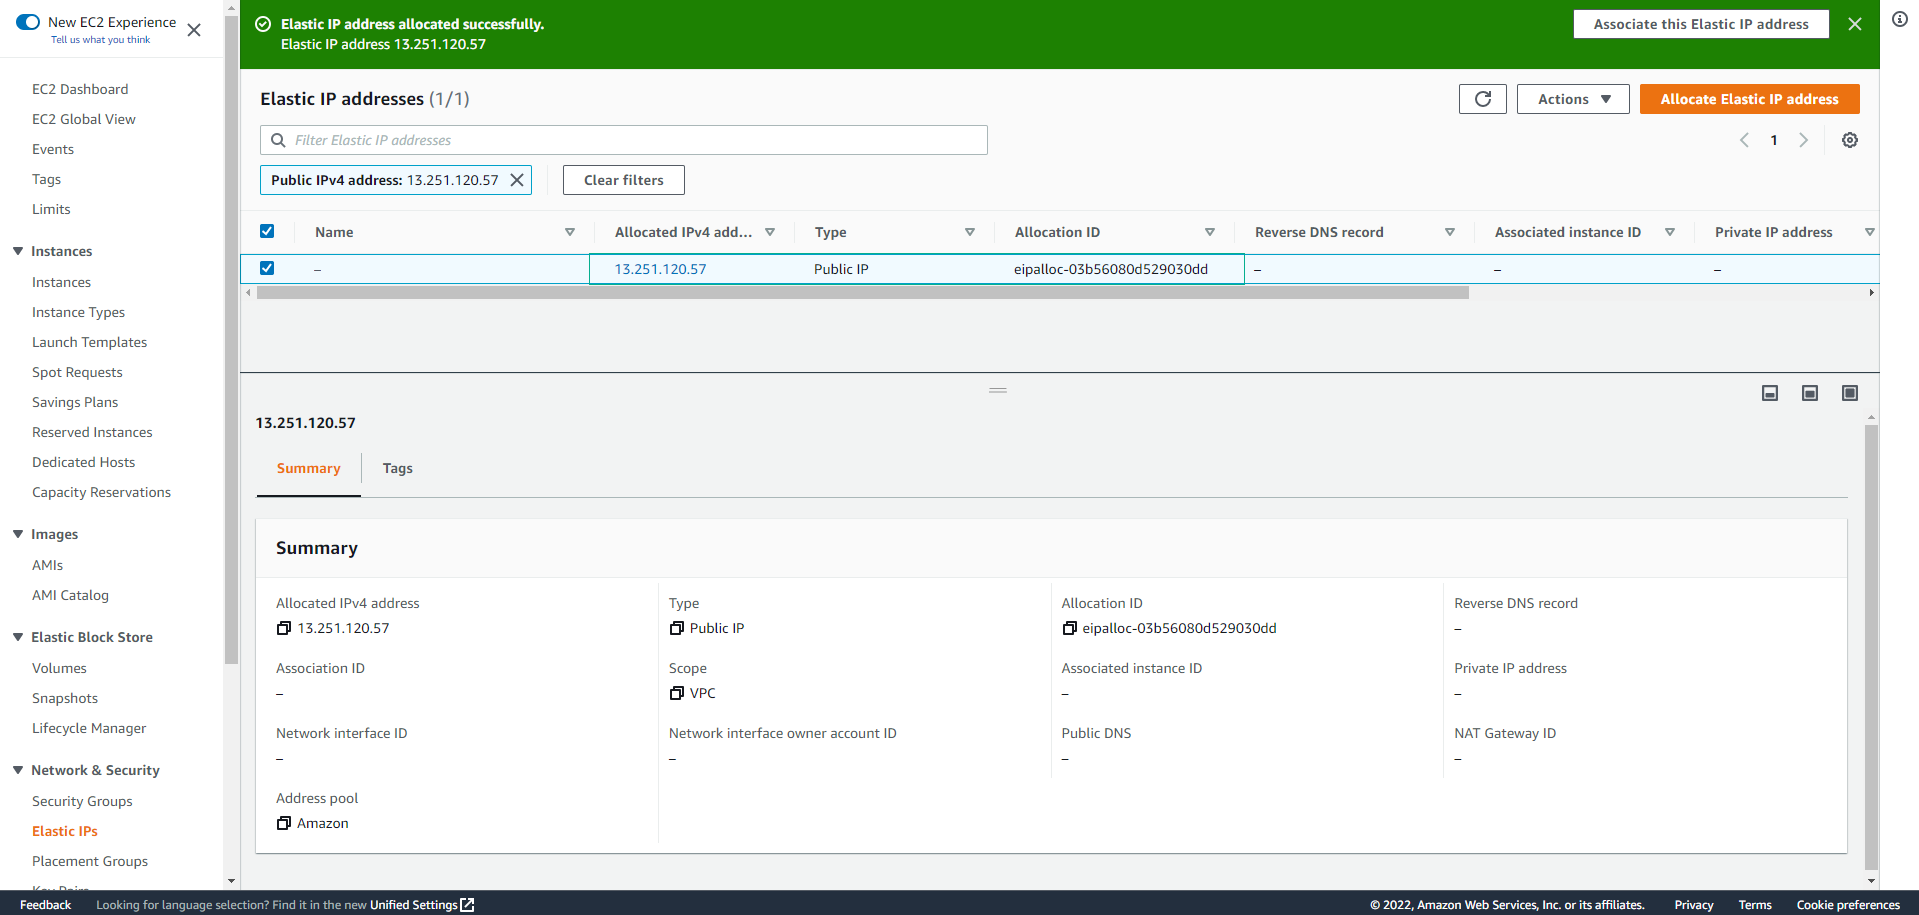 New EC2 Experience
Tell us what you think
EC2 Dashboard
EC2 Global View
Events
Tags
Limits
Instances
Instances
Instance Types
Launch Templates
Spot Requests
Savings Plans
Reserved Instances
Dedicated Hosts
Capacity Reservations
Images
AMIs
AMI Catalog
Elastic Block Store
Volumes
Snapshots
Lifecycle Manager
Network & Security
Security Groups
Elastic IPs
Placement Groups
Key Pairs
Elastic IP address allocated successfully.
Elastic IP address 13.251.120.57
Associate this Elastic IP address
Elastic IP addresses (1/1)
Actions
Allocate Elastic IP address
Filter Elastic IP addresses
1
Public IPv4 address: 13.251.120.57
Clear filters
Name Allocated IPv4 add... Type Allocation ID Reverse DNS record Associated instance ID Private IP address
– 13.251.120.57 Public IP eipalloc-03b56080d529030dd – – –
13.251.120.57
Summary Tags
Summary
Allocated IPv4 address Type Allocation ID Reverse DNS record
13.251.120.57 Public IP eipalloc-03b56080d529030dd –
Association ID Scope Associated instance ID Private IP address
– VPC – –
Network interface ID Network interface owner account ID Public DNS NAT Gateway ID
– – – –
Address pool
Amazon
Feedback Looking for language selection? Find it in the new Unified Settings © 2022, Amazon Web Services, Inc. or its affiliates. Privacy Terms Cookie preferences